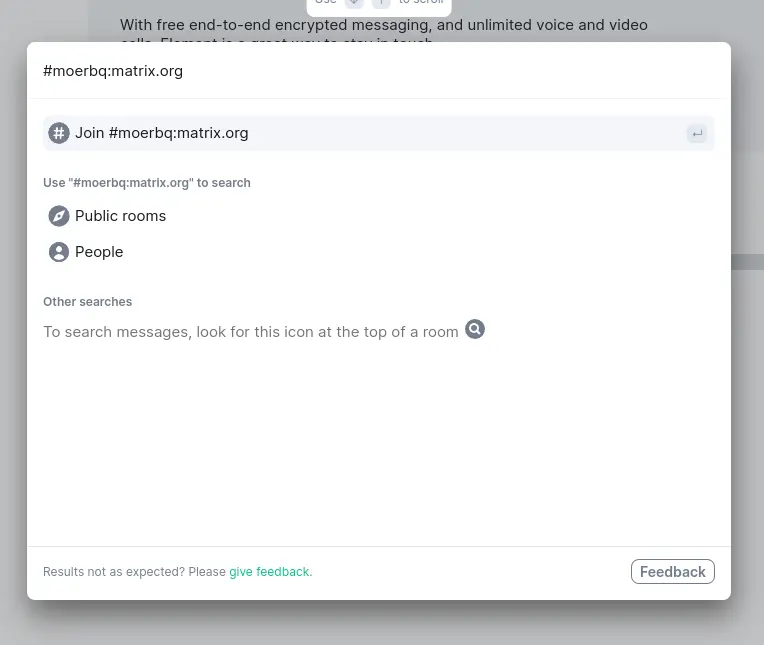 Use to scroll
With free end-to-end encrypted messaging, and unlimited voice and video
calls, Element is a great way to stay in touch.
#moerbq:matrix.org
Join #moerbq:matrix.org
Use "#moerbq:matrix.org" to search
Public rooms
People
Other searches
To search messages, look for this icon at the top of a room
Results not as expected? Please give feedback.
Feedback